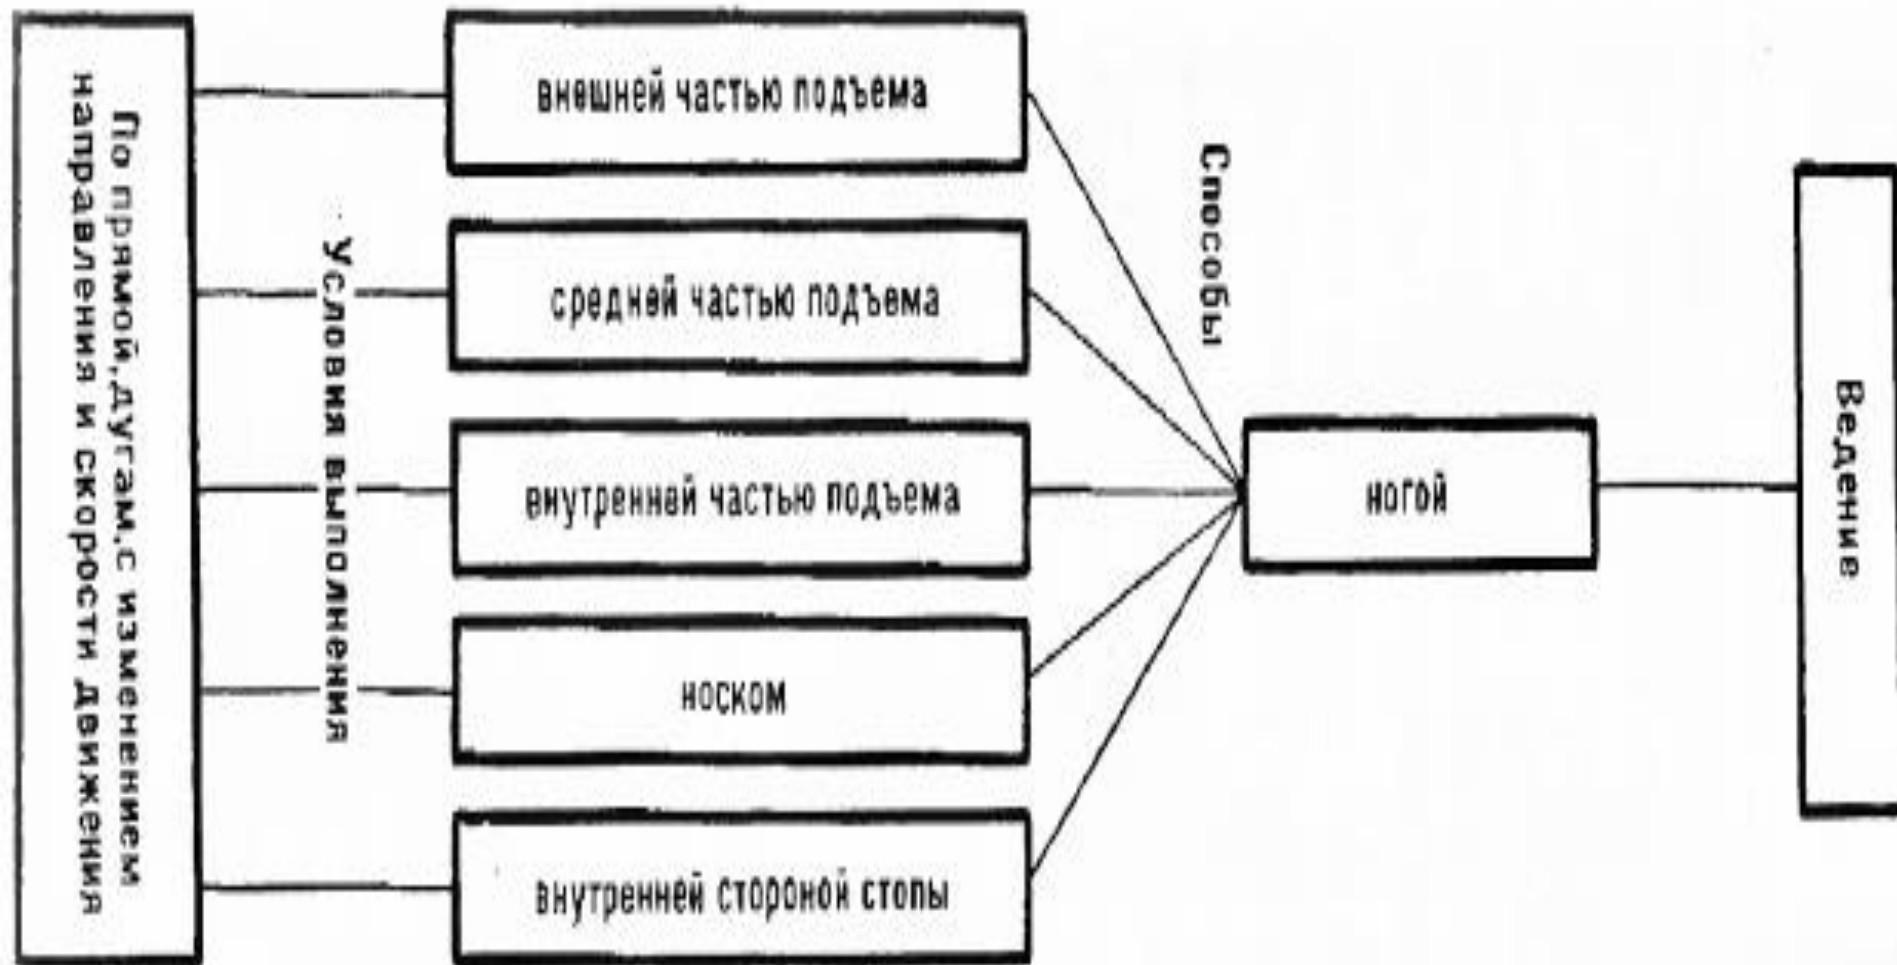 По прямой, дугам, с изменением
направления и скорости движения
Условия выполнения
внешней частью подъема
средней частью подъема
внутренней частью подъема
носком
внутренней стороной стопы
Способы
ногой
Ведение